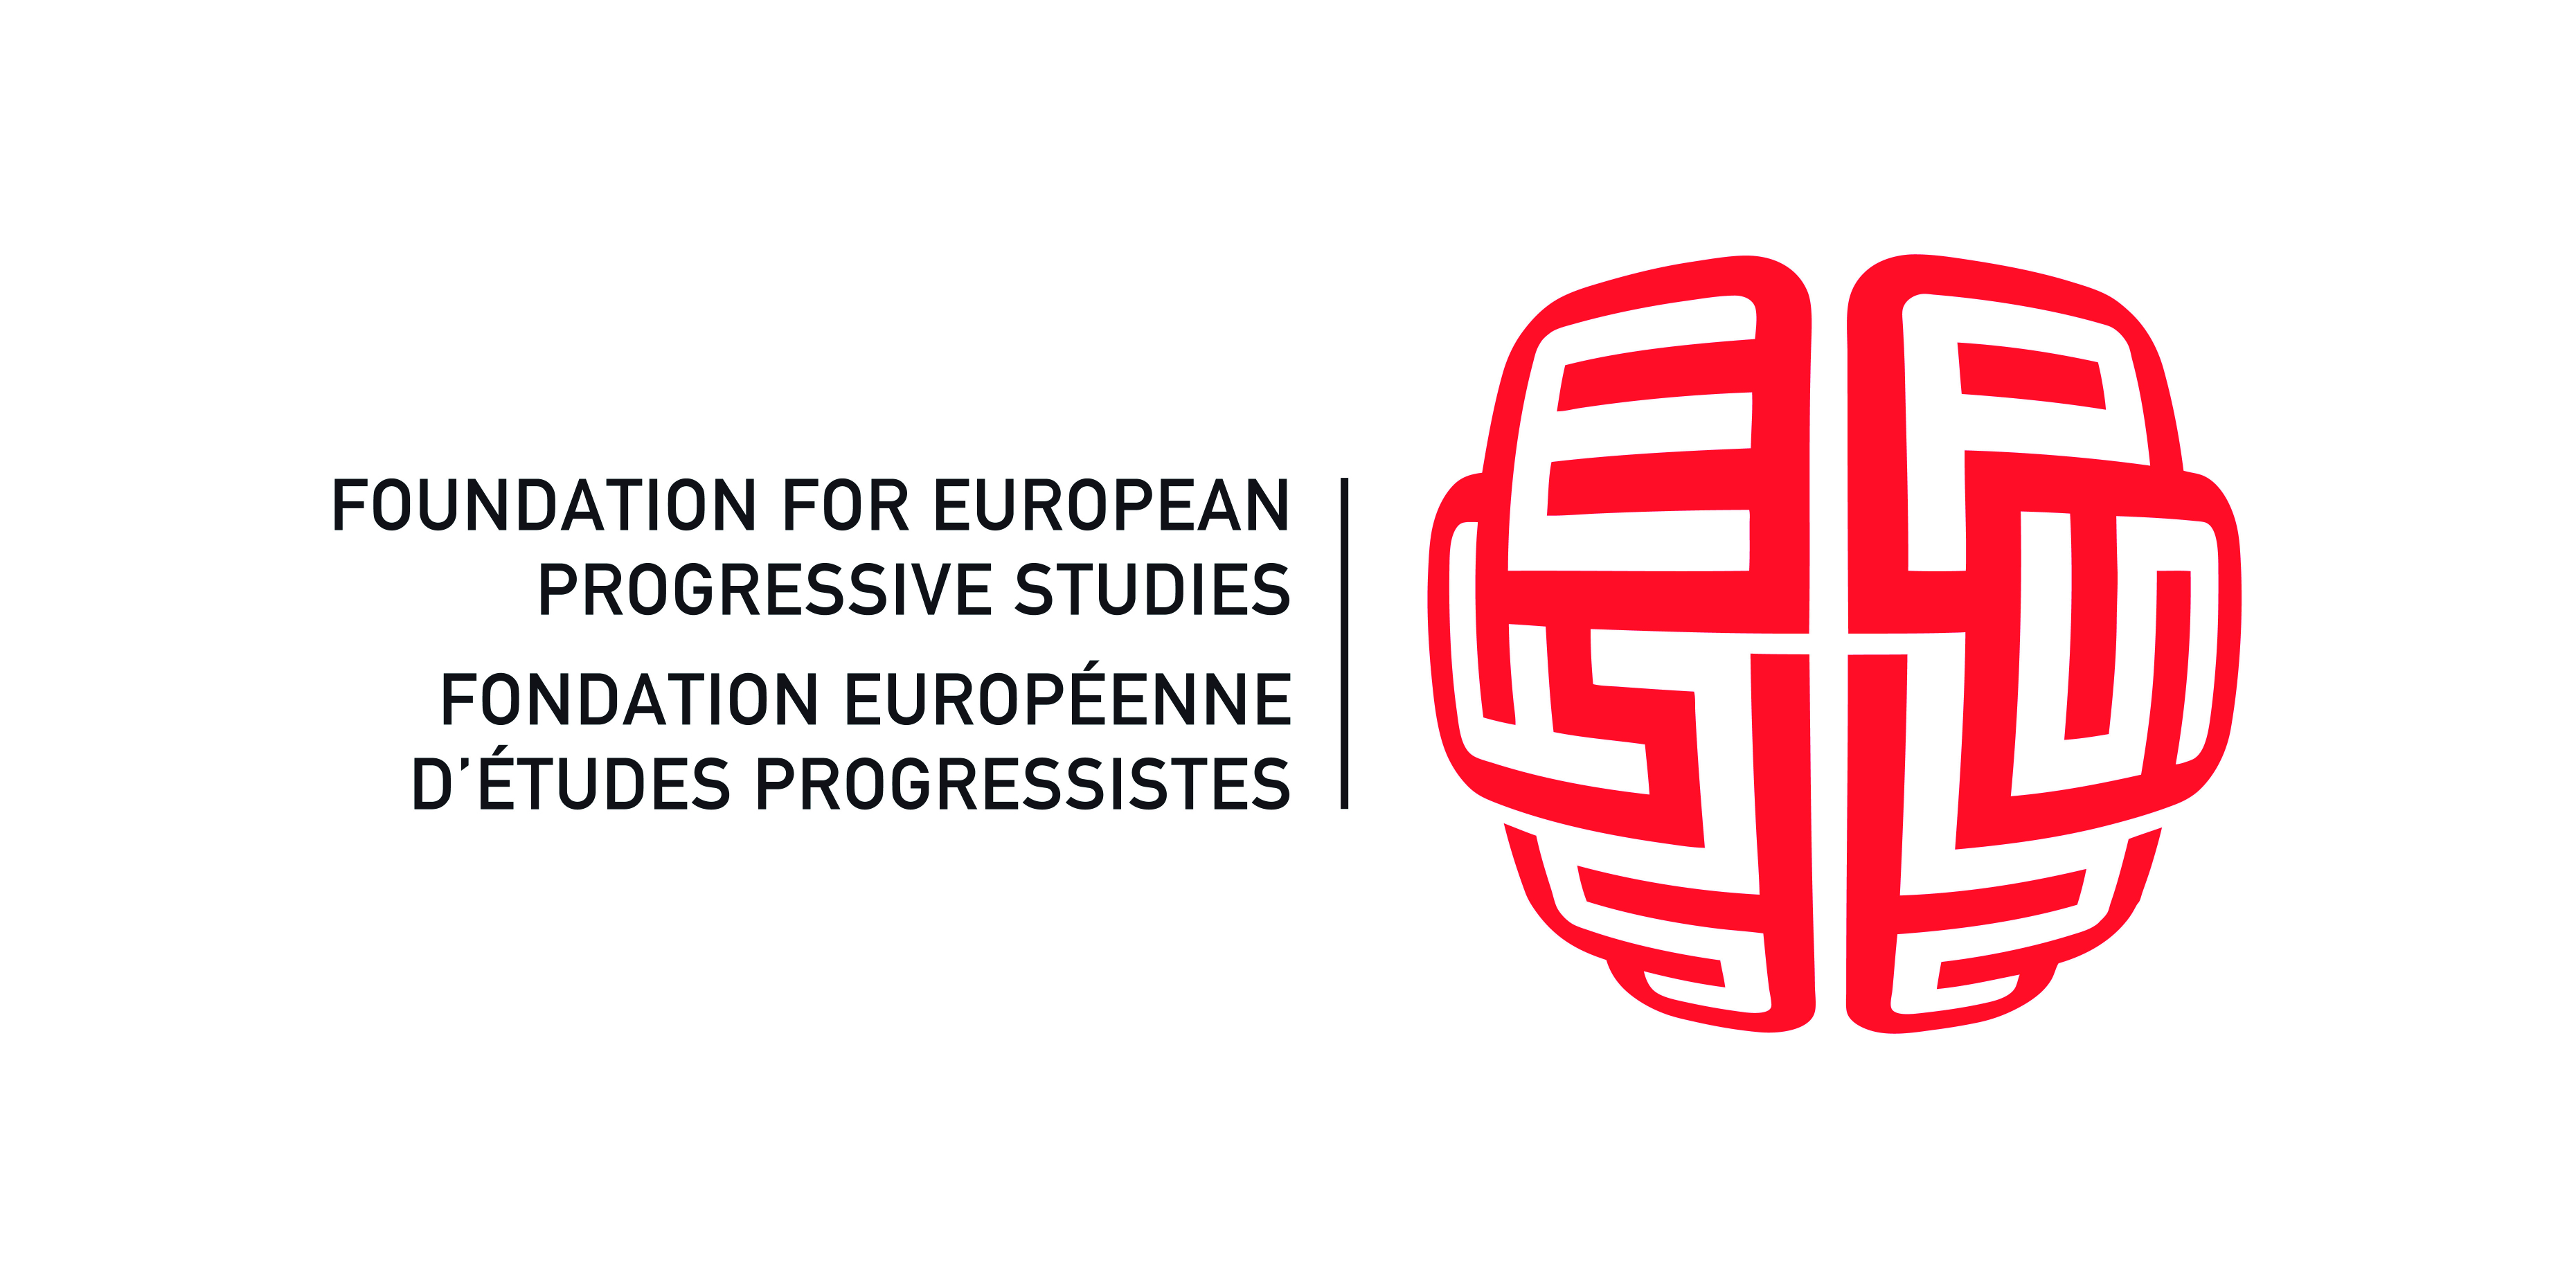 FOUNDATION FOR EUROPEAN
PROGRESSIVE STUDIES
FONDATION EUROPÉENNE
D'ÉTUDES PROGRESSISTES